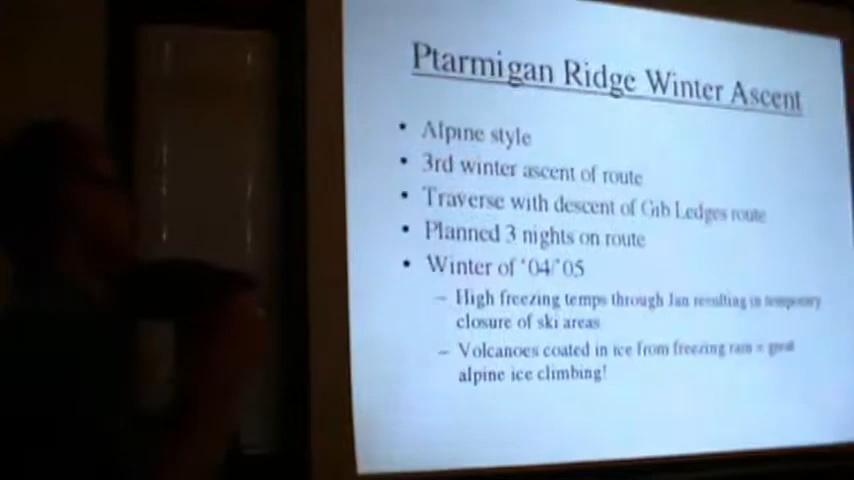 Ptarmigan Ridge Winter Ascent
• Alpine style
• 3rd winter ascent of route
• Traverse with descent of Gib Ledges route
• Planned 3 nights on route
• Winter of '04/'05
– High freezing temps through Jan resulting in temporary
closure of ski areas
– Volcanoes coated in ice from freezing rain = great
alpine ice climbing!